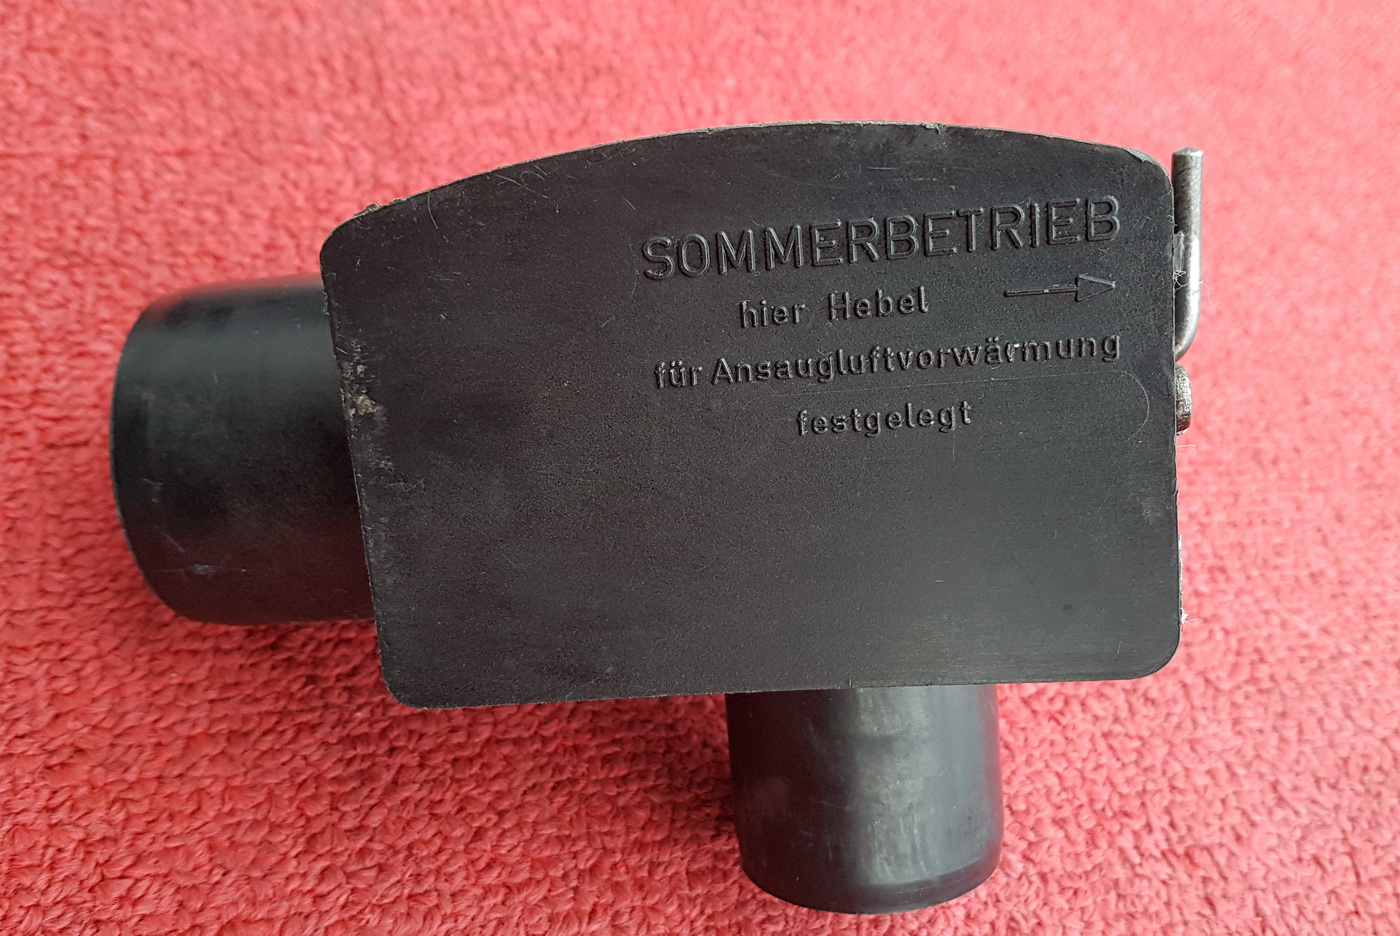 SOMMERBETRIEB
hier Hebel →
für Ansaugluftvorwärmung
festgelegt